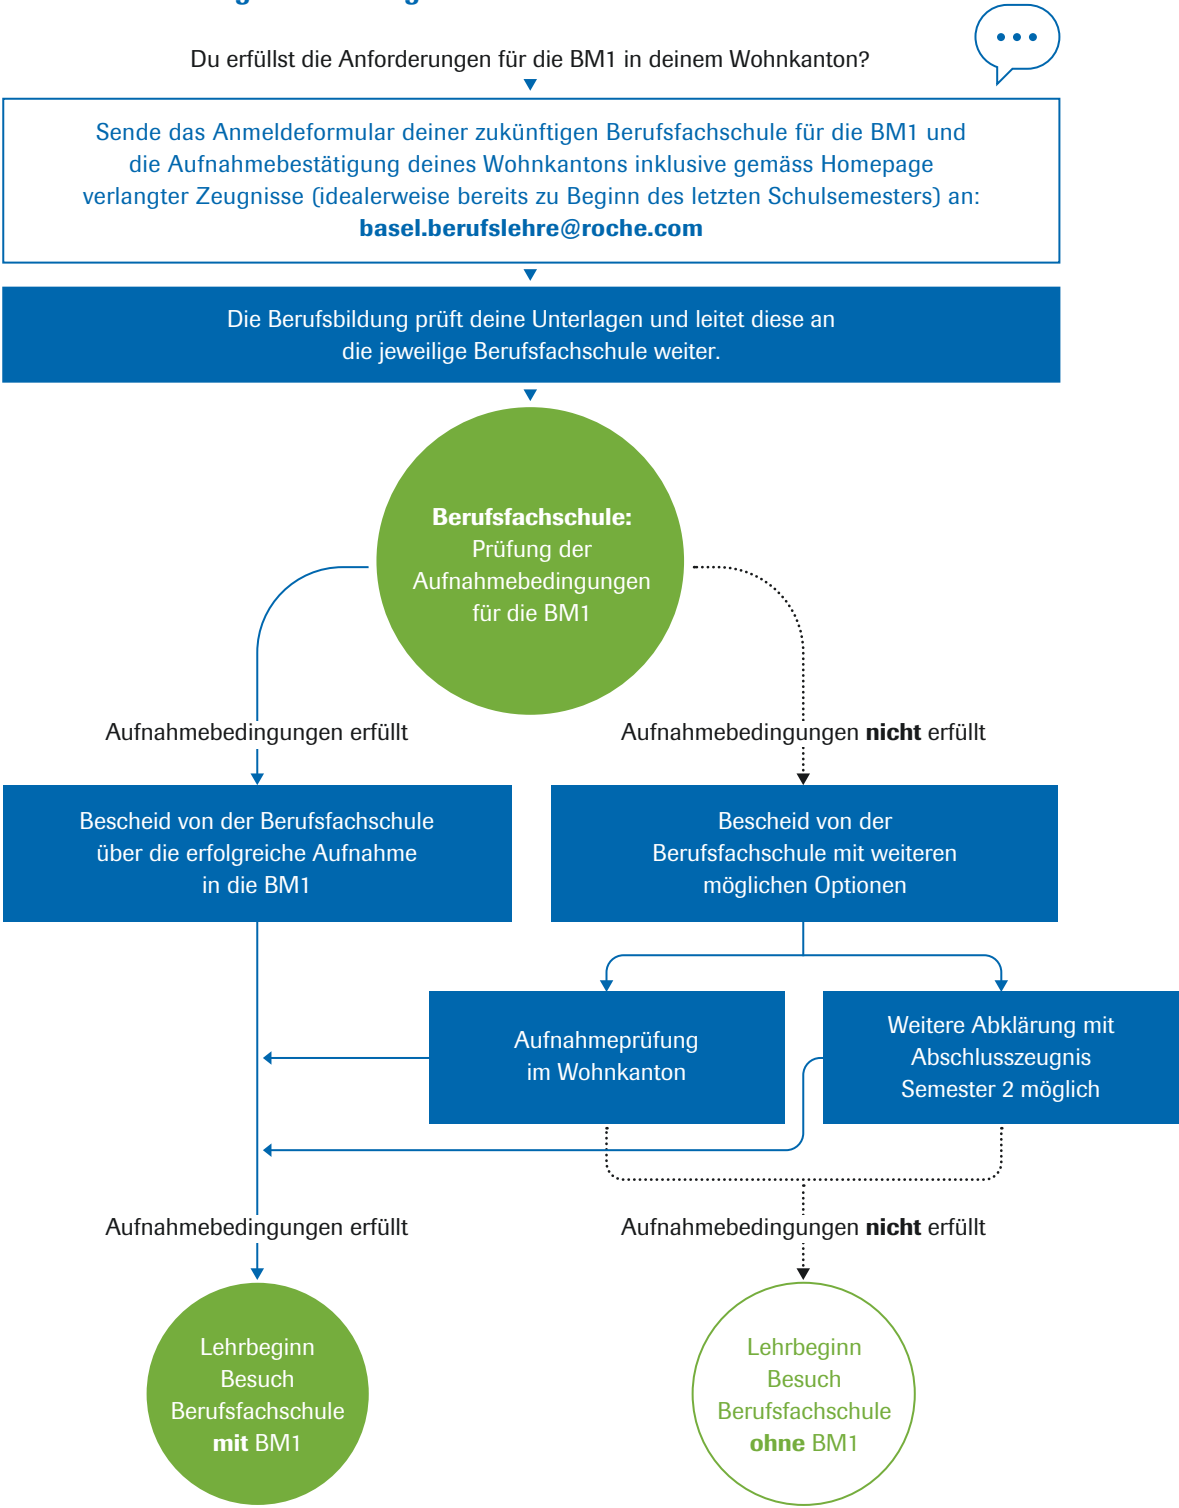 Du erfüllst die Anforderungen für die BM1 in deinem Wohnkanton?
Sende das Anmeldeformular deiner zukünftigen Berufsfachschule für die BM1 und
die Aufnahmebestätigung deines Wohnkantons inklusive gemäss Homepage
verlangter Zeugnisse (idealerweise bereits zu Beginn des letzten Schulsemesters) an:
basel.berufslehre@roche.com
Die Berufsbildung prüft deine Unterlagen und leitet diese an
die jeweilige Berufsfachschule weiter.
Berufsfachschule:
Prüfung der
Aufnahmebedingungen
für die BM1
Aufnahmebedingungen erfüllt
Aufnahmebedingungen nicht erfüllt
Bescheid von der Berufsfachschule
über die erfolgreiche Aufnahme
in die BM1
Bescheid von der
Berufsfachschule mit weiteren
möglichen Optionen
Aufnahmeprüfung
im Wohnkanton
Weitere Abklärung mit
Abschlusszeugnis
Semester 2 möglich
Aufnahmebedingungen erfüllt
Aufnahmebedingungen nicht erfüllt
Lehrbeginn
Besuch
Berufsfachschule
mit BM1
Lehrbeginn
Besuch
Berufsfachschule
ohne BM1